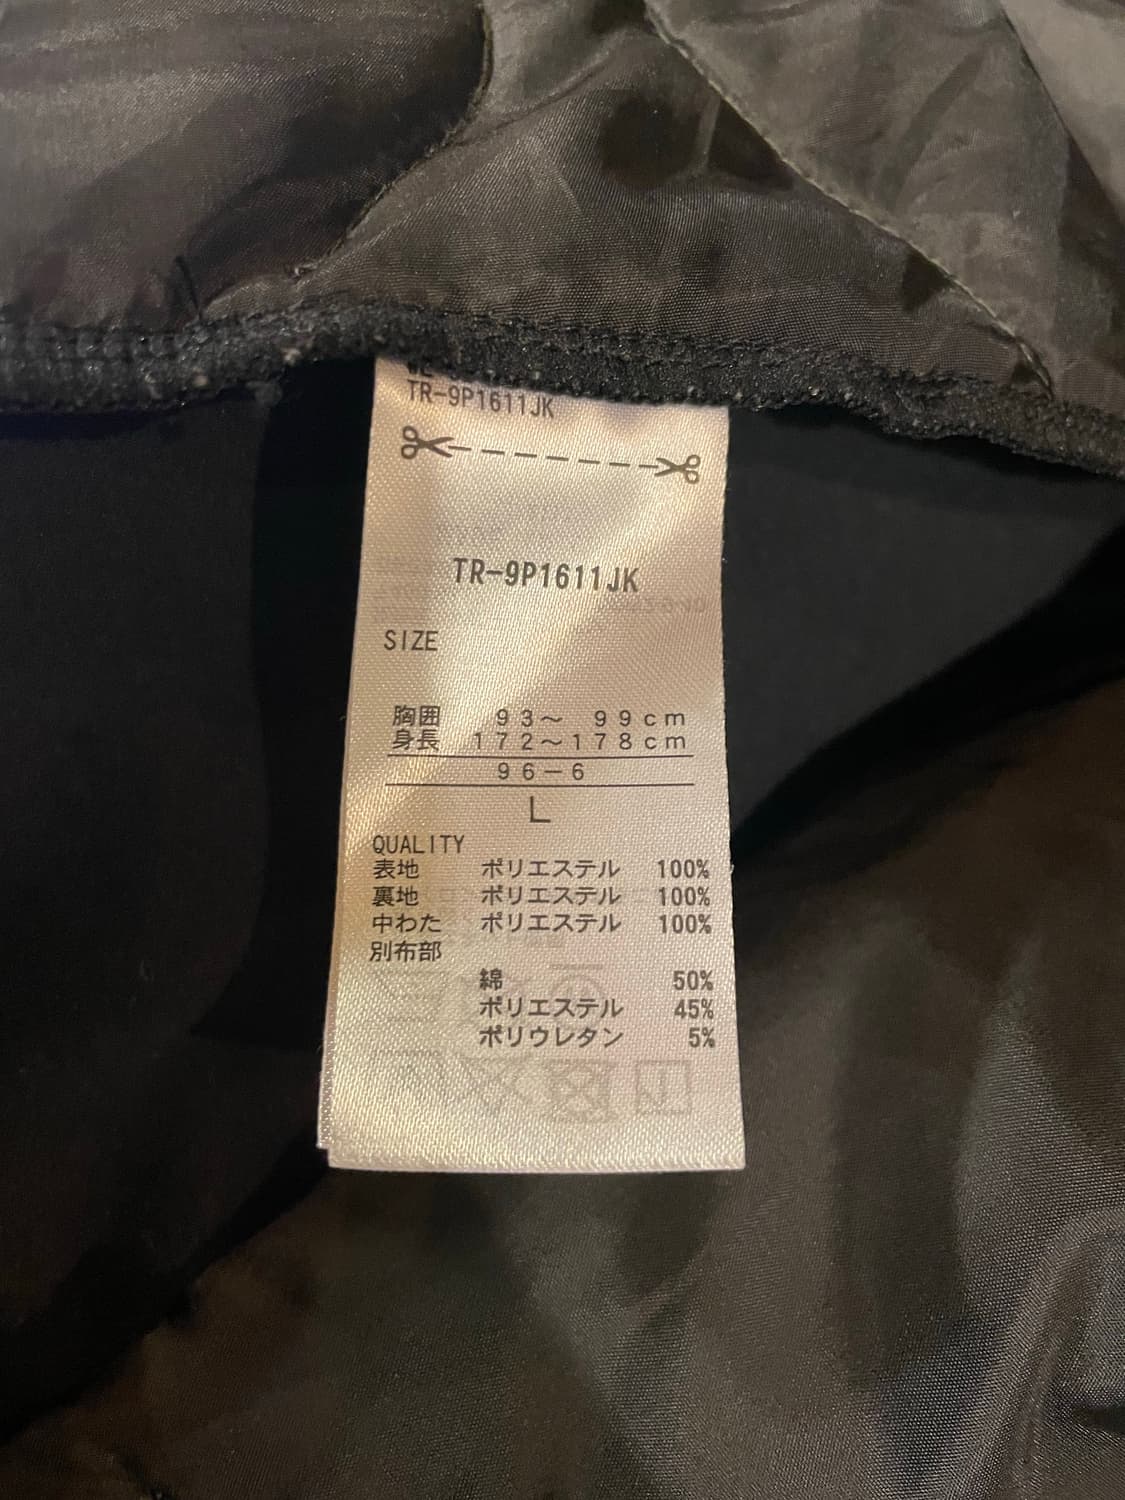 TR-9P1611JK
TR-9P1611JK
SIZE
胸囲 93～ 99cm
身長 172～178cm
96-6
L
QUALITY
表地 ポリエステル 100%
裏地 ポリエステル 100%
中わた ポリエステル 100%
別布部
綿 50%
ポリエステル 45%
ポリウレタン 5%